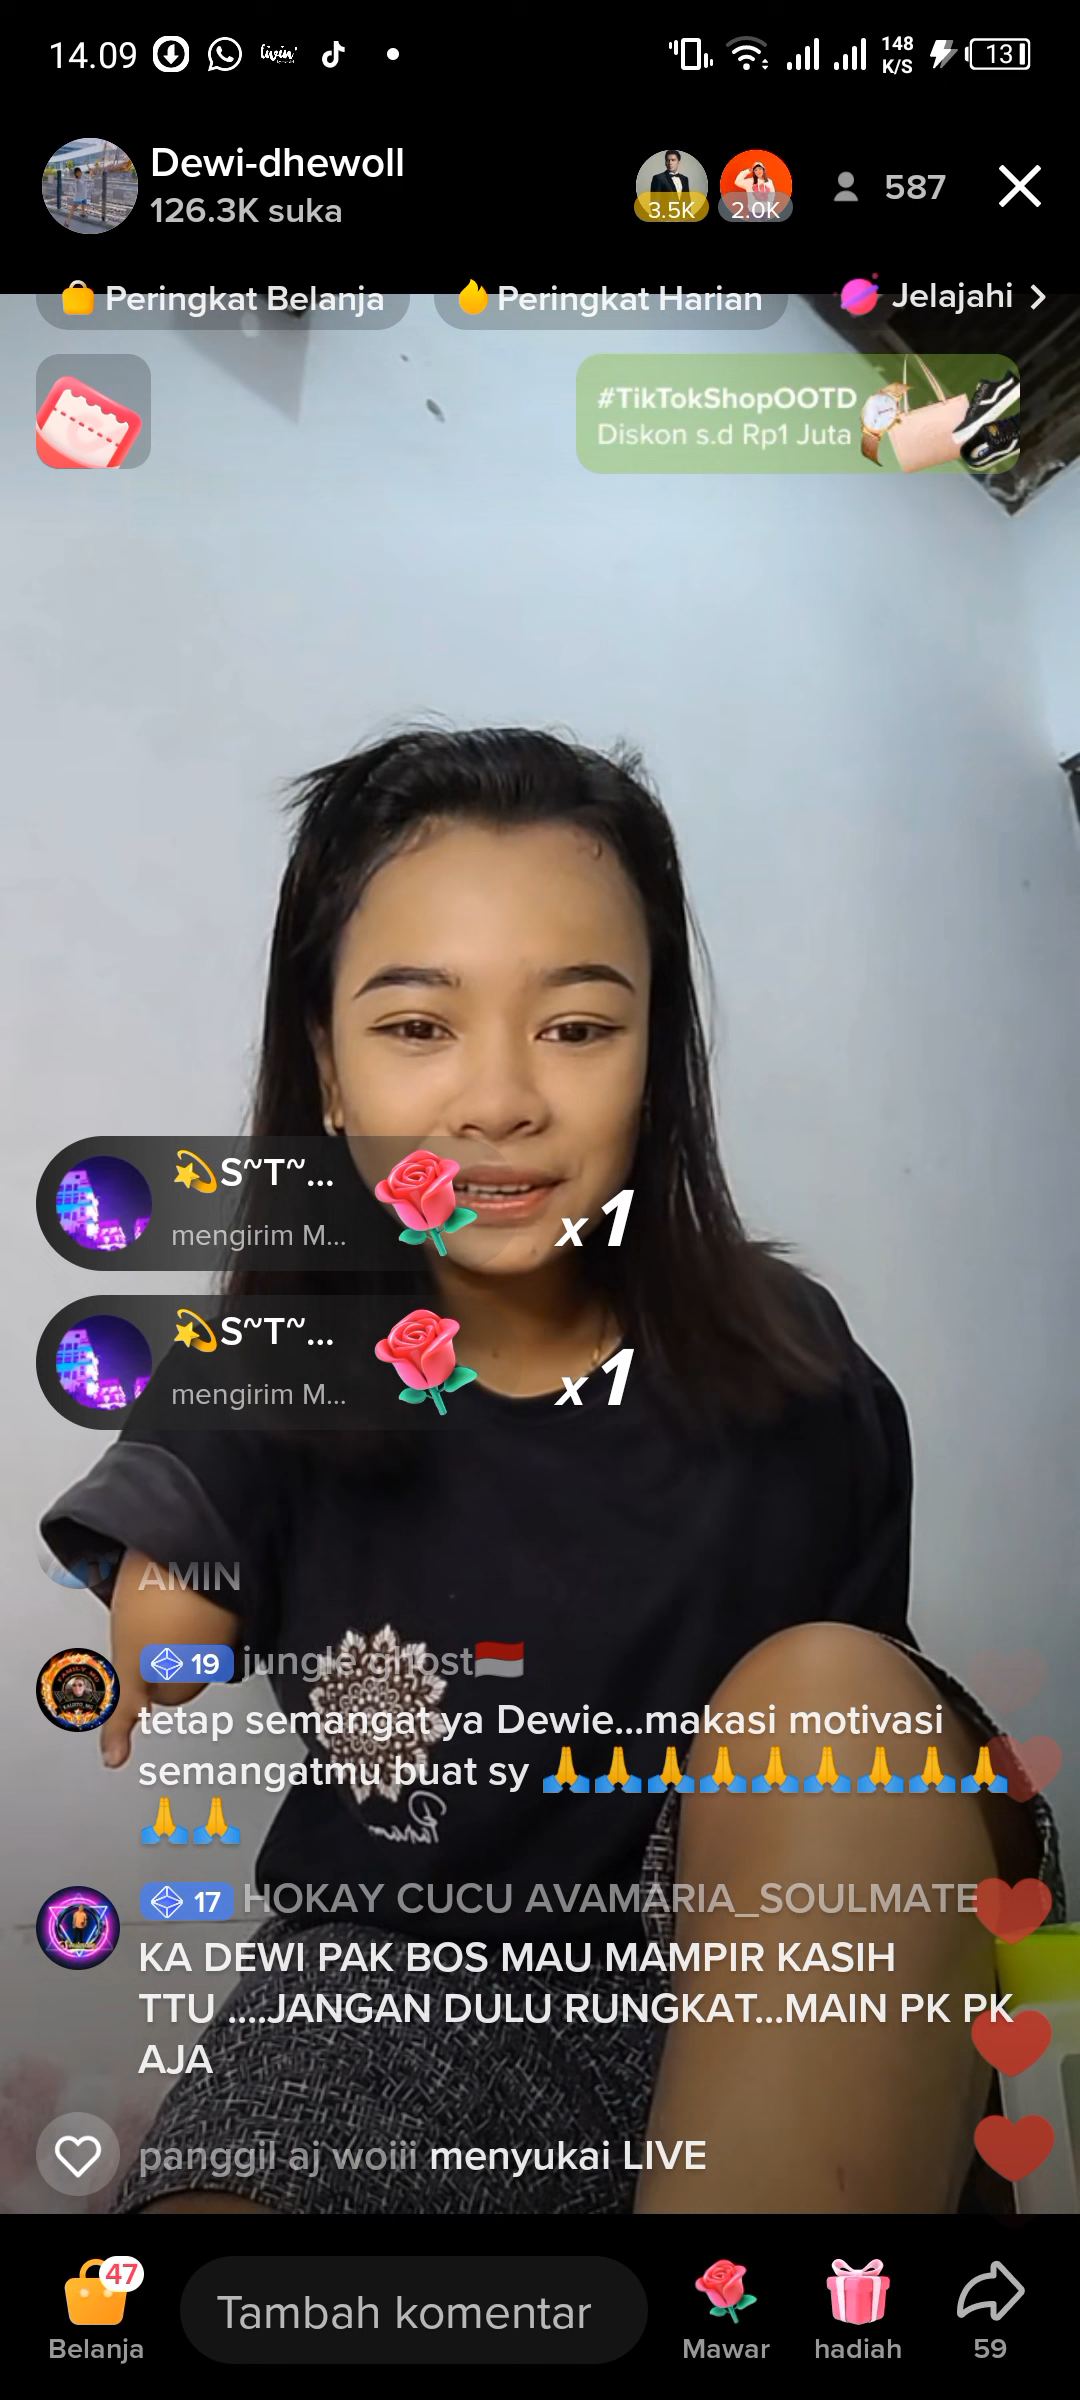 14.09
livin'
148
K/S
13
Dewi-dhewoll
126.3K suka
3.5K
2.0K
587
Peringkat Belanja
Peringkat Harian
Jelajahi
#TikTokShopOOTD
Diskon s.d Rp1 Juta
💫S~T~...
mengirim M...
x1
💫S~T~...
mengirim M...
x1
AMIN
19 jungle ghost🇮🇩
tetap semangat ya Dewie...makasi motivasi
semangatmu buat sy 🙏🙏🙏🙏🙏🙏🙏🙏🙏
🙏🙏
17 HOKAY CUCU AVAMARIA_SOULMATE
KA DEWI PAK BOS MAU MAMPIR KASIH
TTU ....JANGAN DULU RUNGKAT...MAIN PK PK
AJA
panggil aj woiii menyukai LIVE
47
Belanja
Tambah komentar
Mawar
hadiah
59